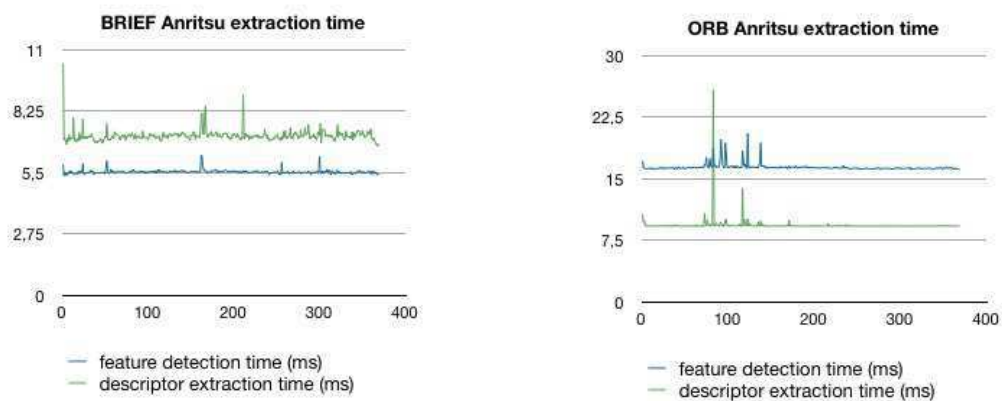 BRIEF Anritsu extraction time
11
8,25
5,5
2,75
0
0 100 200 300 400
feature detection time (ms)
descriptor extraction time (ms)
ORB Anritsu extraction time
30
22,5
15
7,5
0
0 100 200 300 400
feature detection time (ms)
descriptor extraction time (ms)